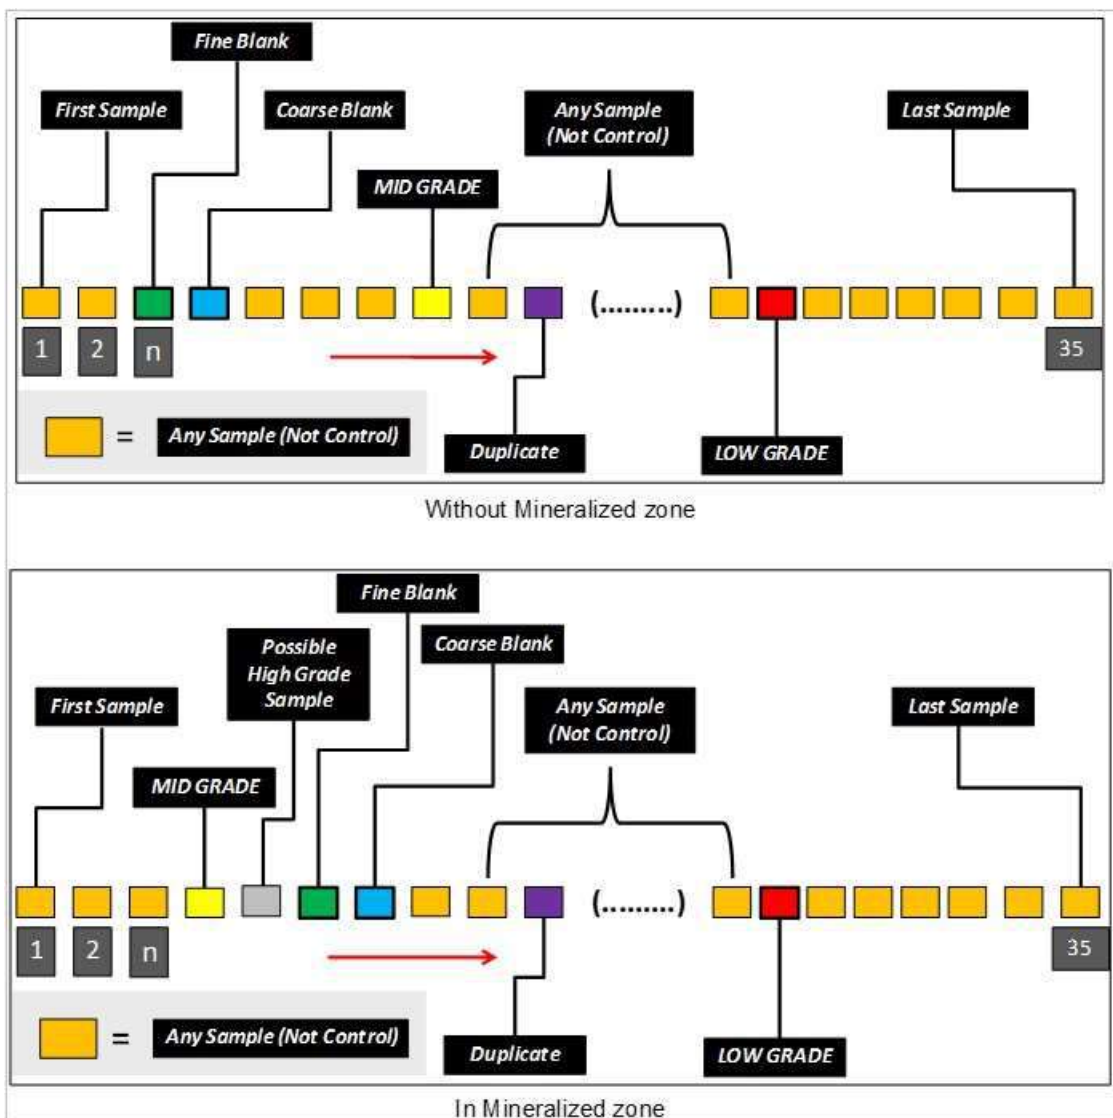 Fine Blank
First Sample
Coarse Blank
Any Sample
(Not Control)
Last Sample
MID GRADE
(.........)
1
2
n
35
=
Any Sample (Not Control)
Duplicate
LOW GRADE
Without Mineralized zone
Fine Blank
Possible
High Grade
Sample
Coarse Blank
First Sample
Any Sample
(Not Control)
Last Sample
MID GRADE
(.........)
1
2
n
35
=
Any Sample (Not Control)
Duplicate
LOW GRADE
In Mineralized zone